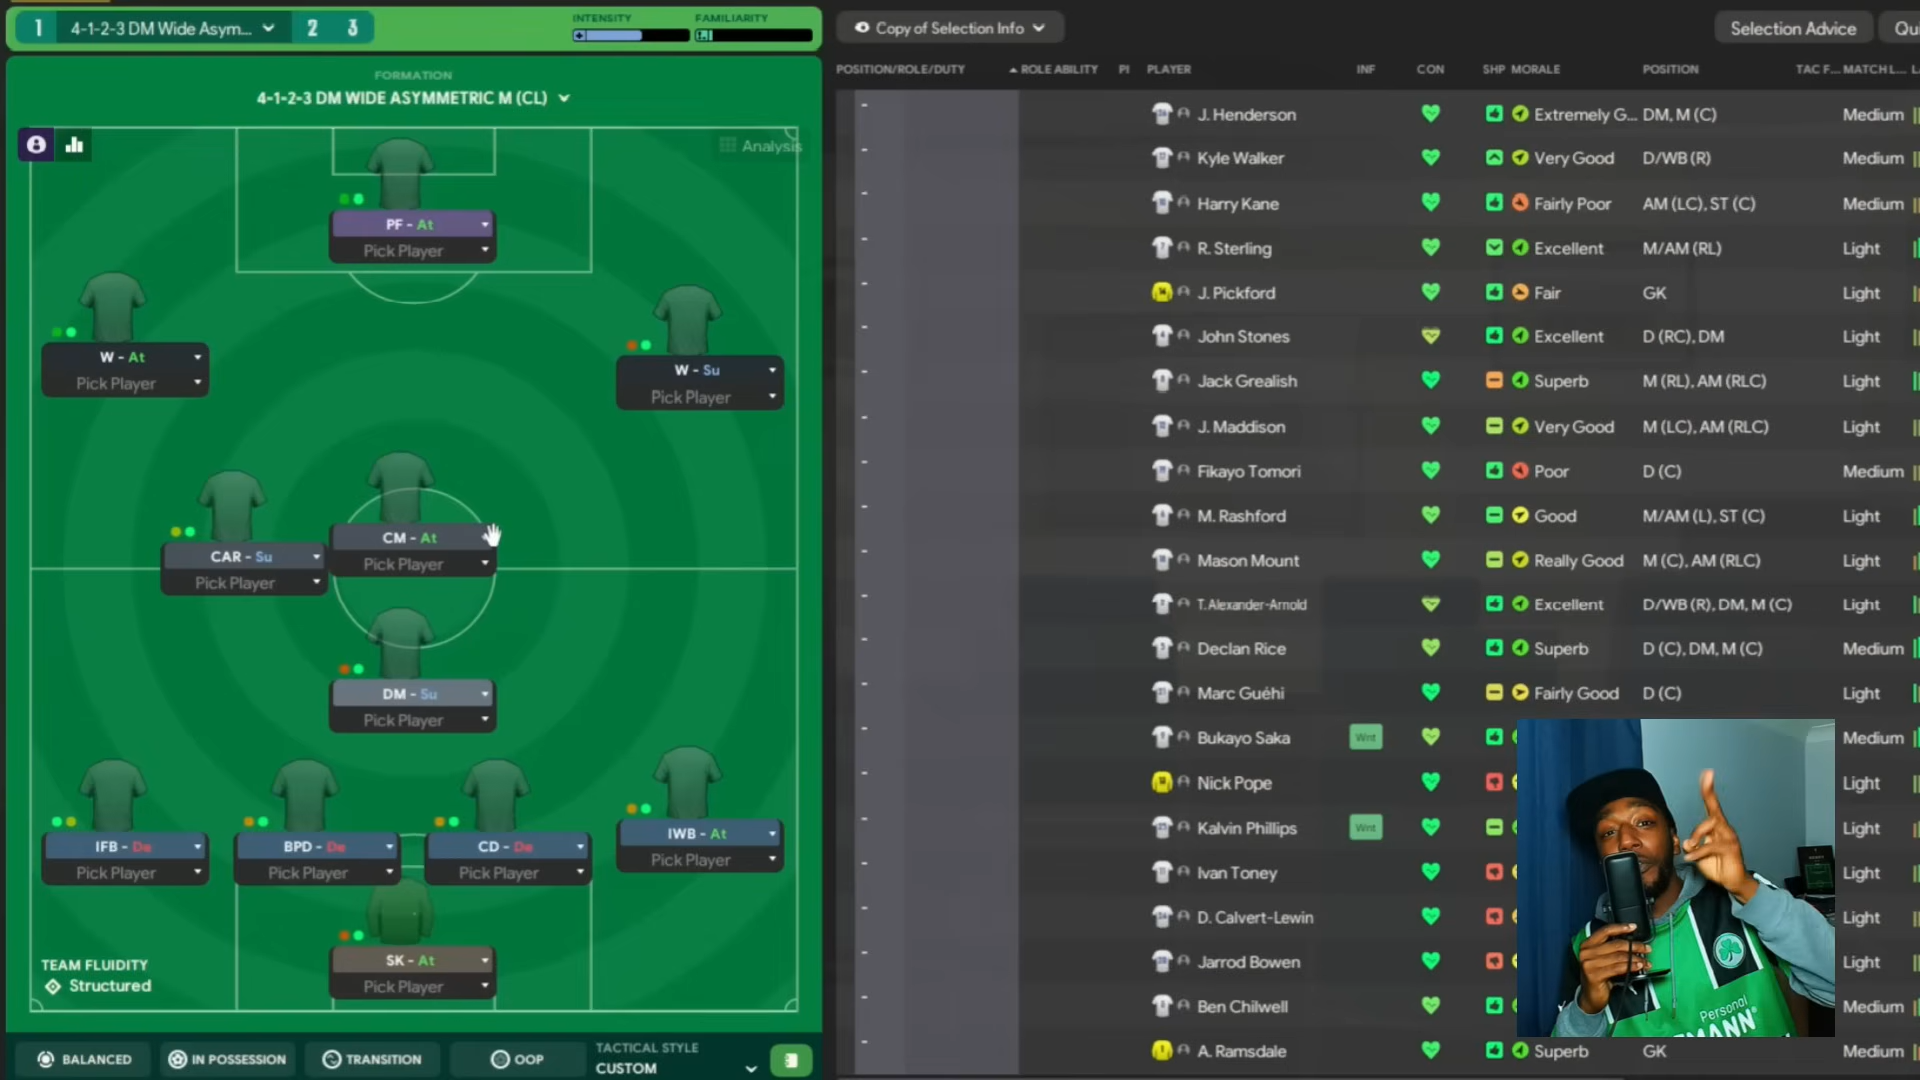 1 4-1-2-3 DM Wide Asym... 2 3
INTENSITY
FAMILIARITY
Copy of Selection Info
Selection Advice
FORMATION
4-1-2-3 DM WIDE ASYMMETRIC M (CL)
Analysis
PF - At
Pick Player
W - At
Pick Player
W - Su
Pick Player
CAR - Su
Pick Player
CM - At
Pick Player
DM - Su
Pick Player
IFB - De
Pick Player
BPD - De
Pick Player
CD - De
Pick Player
IWB - At
Pick Player
SK - At
Pick Player
TEAM FLUIDITY
Structured
BALANCED
IN POSSESSION
TRANSITION
OOP
TACTICAL STYLE
CUSTOM
POSITION/ROLE/DUTY ROLE ABILITY PI PLAYER INF CON SHP MORALE POSITION TAC F... MATCH L...
- J. Henderson Extremely G... DM, M (C) Medium
- Kyle Walker Very Good D/WB (R) Medium
- Harry Kane Fairly Poor AM (LC), ST (C) Medium
- R. Sterling Excellent M/AM (RL) Light
- J. Pickford Fair GK Light
- John Stones Excellent D (RC), DM Light
- Jack Grealish Superb M (RL), AM (RLC) Light
- J. Maddison Very Good M (LC), AM (RLC) Light
- Fikayo Tomori Poor D (C) Medium
- M. Rashford Good M/AM (L), ST (C) Light
- Mason Mount Really Good M (C), AM (RLC) Light
- T. Alexander-Arnold Excellent D/WB (R), DM, M (C) Light
- Declan Rice Superb D (C), DM, M (C) Medium
- Marc Guéhi Fairly Good D (C) Light
- Bukayo Saka Wnt Medium
- Nick Pope Light
- Kalvin Phillips Wnt Light
- Ivan Toney Light
- D. Calvert-Lewin Light
- Jarrod Bowen Light
- Ben Chilwell Medium
- A. Ramsdale Superb GK Medium
Personal